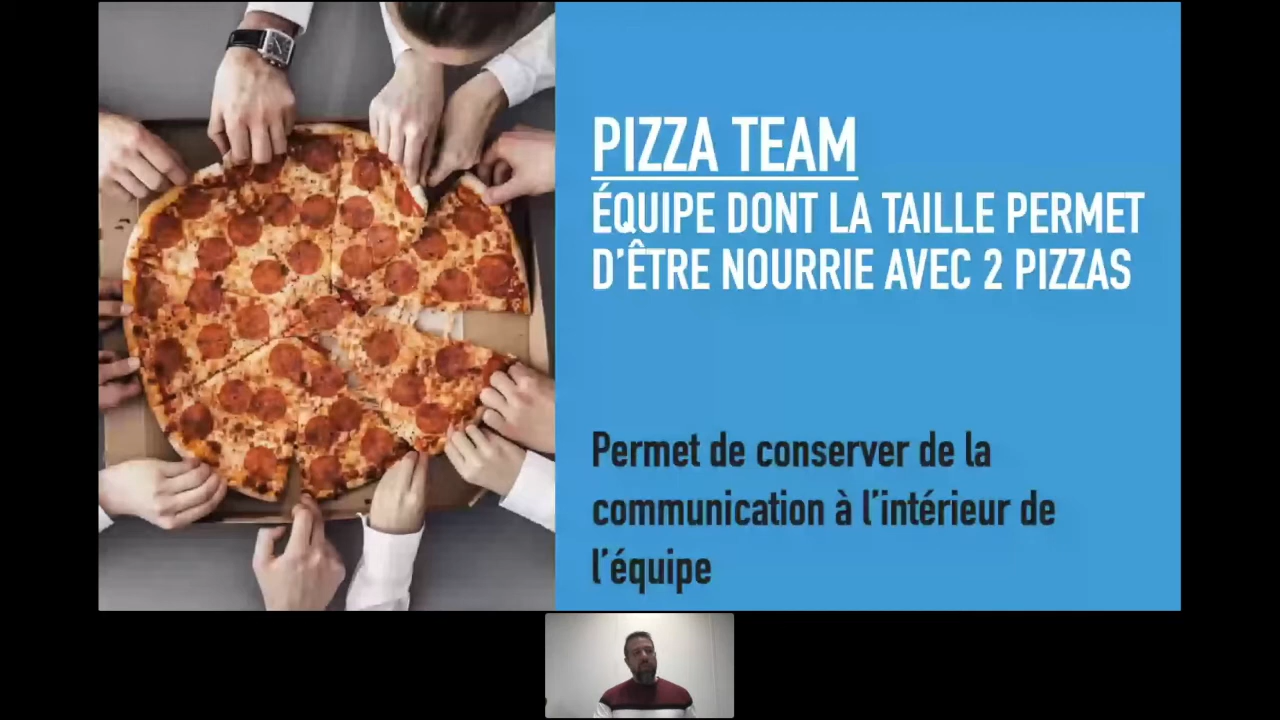 PIZZA TEAM
ÉQUIPE DONT LA TAILLE PERMET
D'ÊTRE NOURRIE AVEC 2 PIZZAS
Permet de conserver de la
communication à l'intérieur de
l'équipe